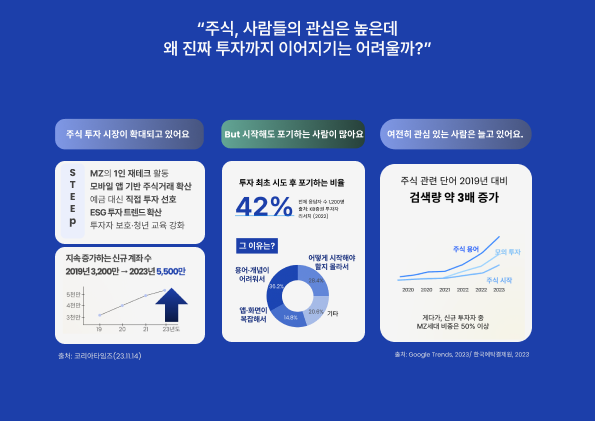 “주식, 사람들의 관심은 높은데
왜 진짜 투자까지 이어지기는 어려울까?”
주식 투자 시장이 확대되고 있어요
S
T
E
E
P
MZ의 1인 재테크 활동
모바일 앱 기반 주식거래 확산
예금 대신 직접 투자 선호
ESG 투자 트렌드 확산
투자자 보호·청년 교육 강화
지속 증가하는 신규 계좌 수
2019년 3,200만 → 2023년 5,500만
5천만
4천만
3천만
19
20
21
23년도
출처: 코리아타임즈(23.11.14)
But 시작해도 포기하는 사람이 많아요
투자 최초 시도 후 포기하는 비율
42%
전체 응답자 수 1,200명
리서치 (2023)
그 이유는?
어떻게 시작해야
할지 몰라서
용어·개념이
어려워서
앱·화면이
복잡해서
기타
35.2%
28.4%
14.8%
20.6%
여전히 관심 있는 사람은 늘고 있어요.
주식 관련 단어 2019년 대비
검색량 약 3배 증가
주식 용어
모의 투자
주식 시작
2020
2020
2021
2022
2022
2023
게다가, 신규 투자자 중
MZ세대 비중은 50% 이상
출처: Google Trends, 2023/ 한국예탁결제원, 2023